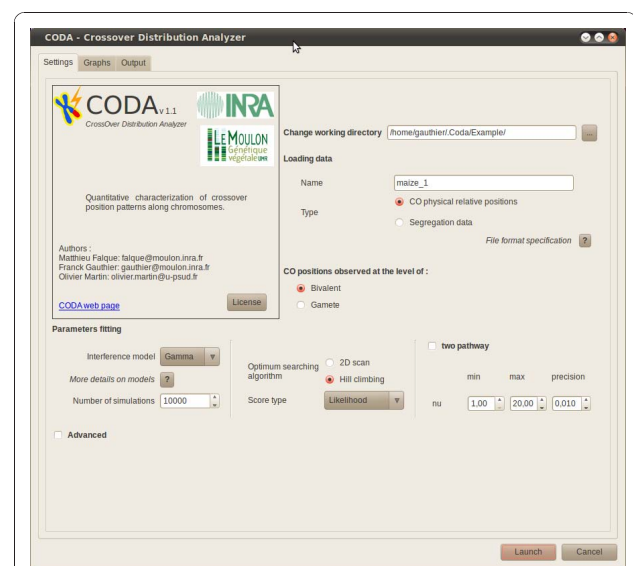 CODA - Crossover Distribution Analyzer
Settings Graphs Output
CODA v 1.1
CrossOver Distribution Analyzer
INRA
LE MOULON
Génétique
végétale UMR
Quantitative characterization of crossover
position patterns along chromosomes.
Authors :
Matthieu Falque: falque@moulon.inra.fr
Franck Gauthier: gauthier@moulon.inra.fr
Olivier Martin: olivier.martin@u-psud.fr
CODA web page
License
Change working directory /home/gauthier/.Coda/Example/ ...
Loading data
Name maize_1
Type
CO physical relative positions
Segregation data
File format specification ?
CO positions observed at the level of :
Bivalent
Gamete
Parameters fitting
Interference model Gamma
More details on models ?
Number of simulations 10000
Optimum searching
algorithm
2D scan
Hill climbing
Score type Likelihood
two pathway
min max precision
nu 1,00 20,00 0,010
Advanced
Launch Cancel